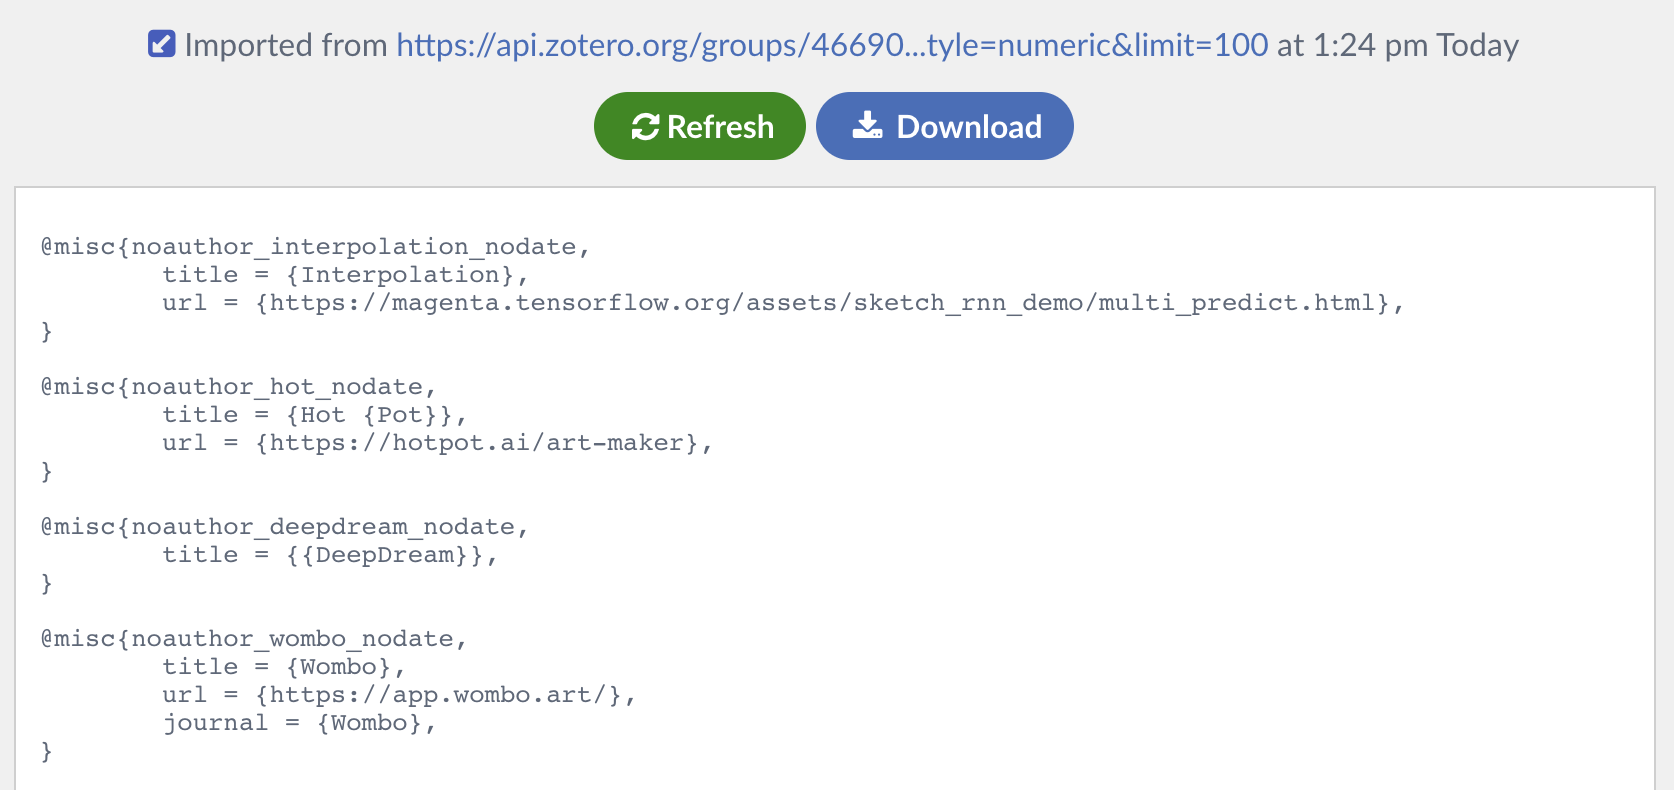 Imported from https://api.zotero.org/groups/46690...tyle=numeric&limit=100 at 1:24 pm Today
Refresh Download
@misc{noauthor_interpolation_nodate,
title = {Interpolation},
url = {https://magenta.tensorflow.org/assets/sketch_rnn_demo/multi_predict.html},
}
@misc{noauthor_hot_nodate,
title = {Hot {Pot}},
url = {https://hotpot.ai/art-maker},
}
@misc{noauthor_deepdream_nodate,
title = {{DeepDream}},
}
@misc{noauthor_wombo_nodate,
title = {Wombo},
url = {https://app.wombo.art/},
journal = {Wombo},
}